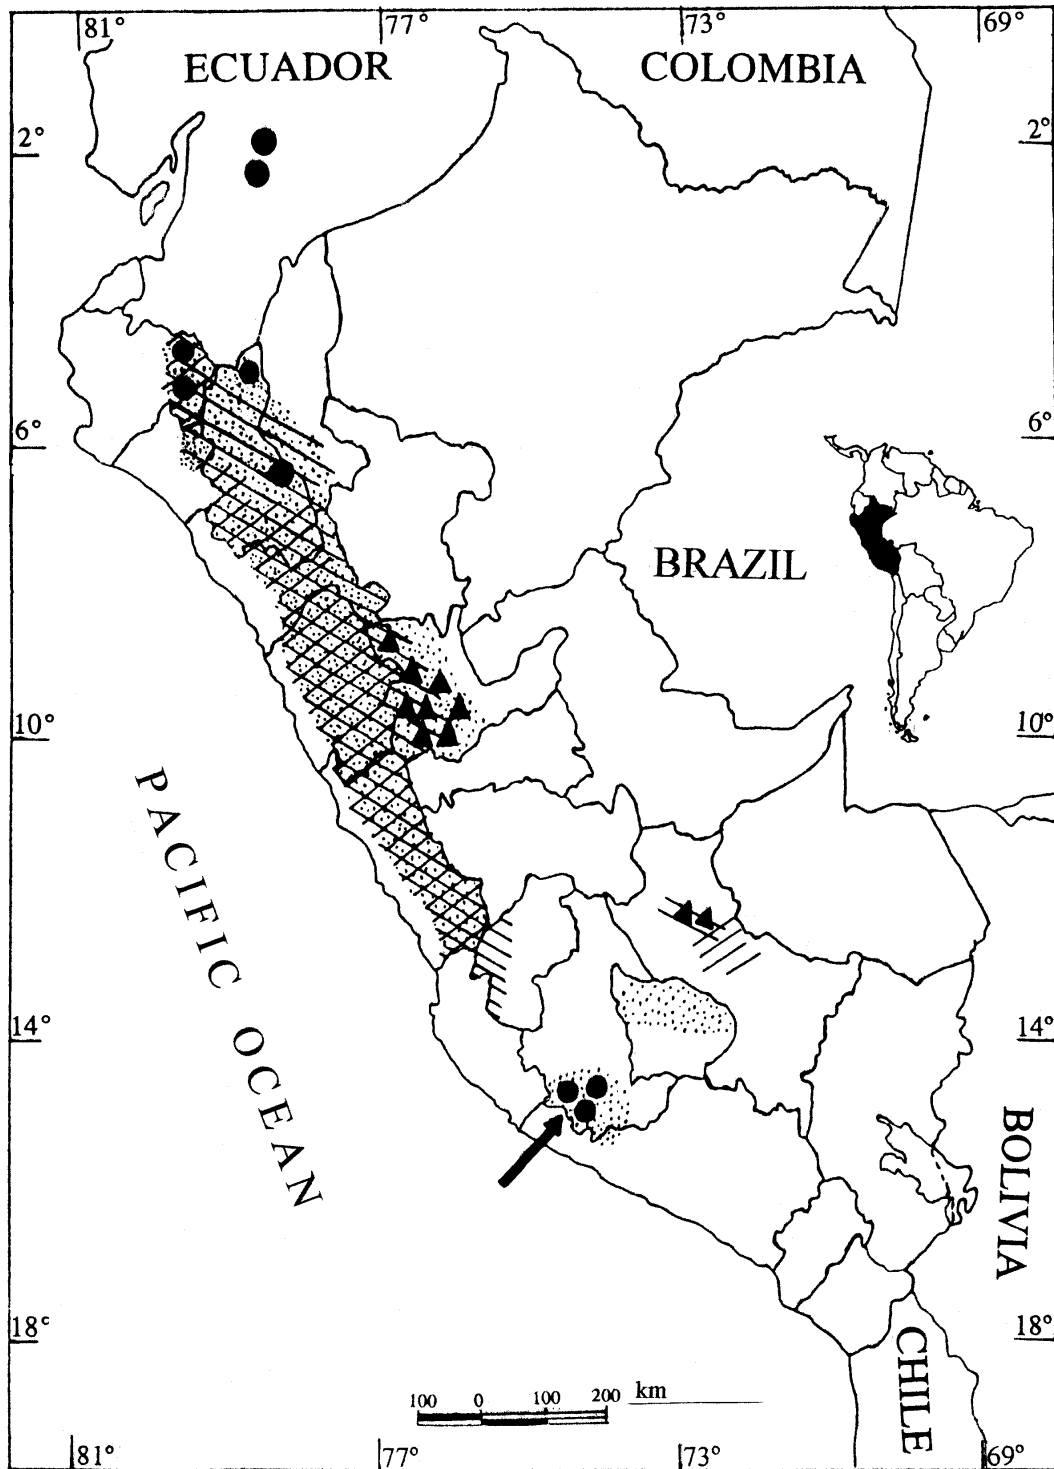 81° 77° 73° 69°
ECUADOR COLOMBIA
2° 2°
6° 6°
BRAZIL
10° 10°
PACIFIC OCEAN
14° 14°
BOLIVIA
18° 18°
CHILE
100 0 100 200 km
81° 77° 73° 69°